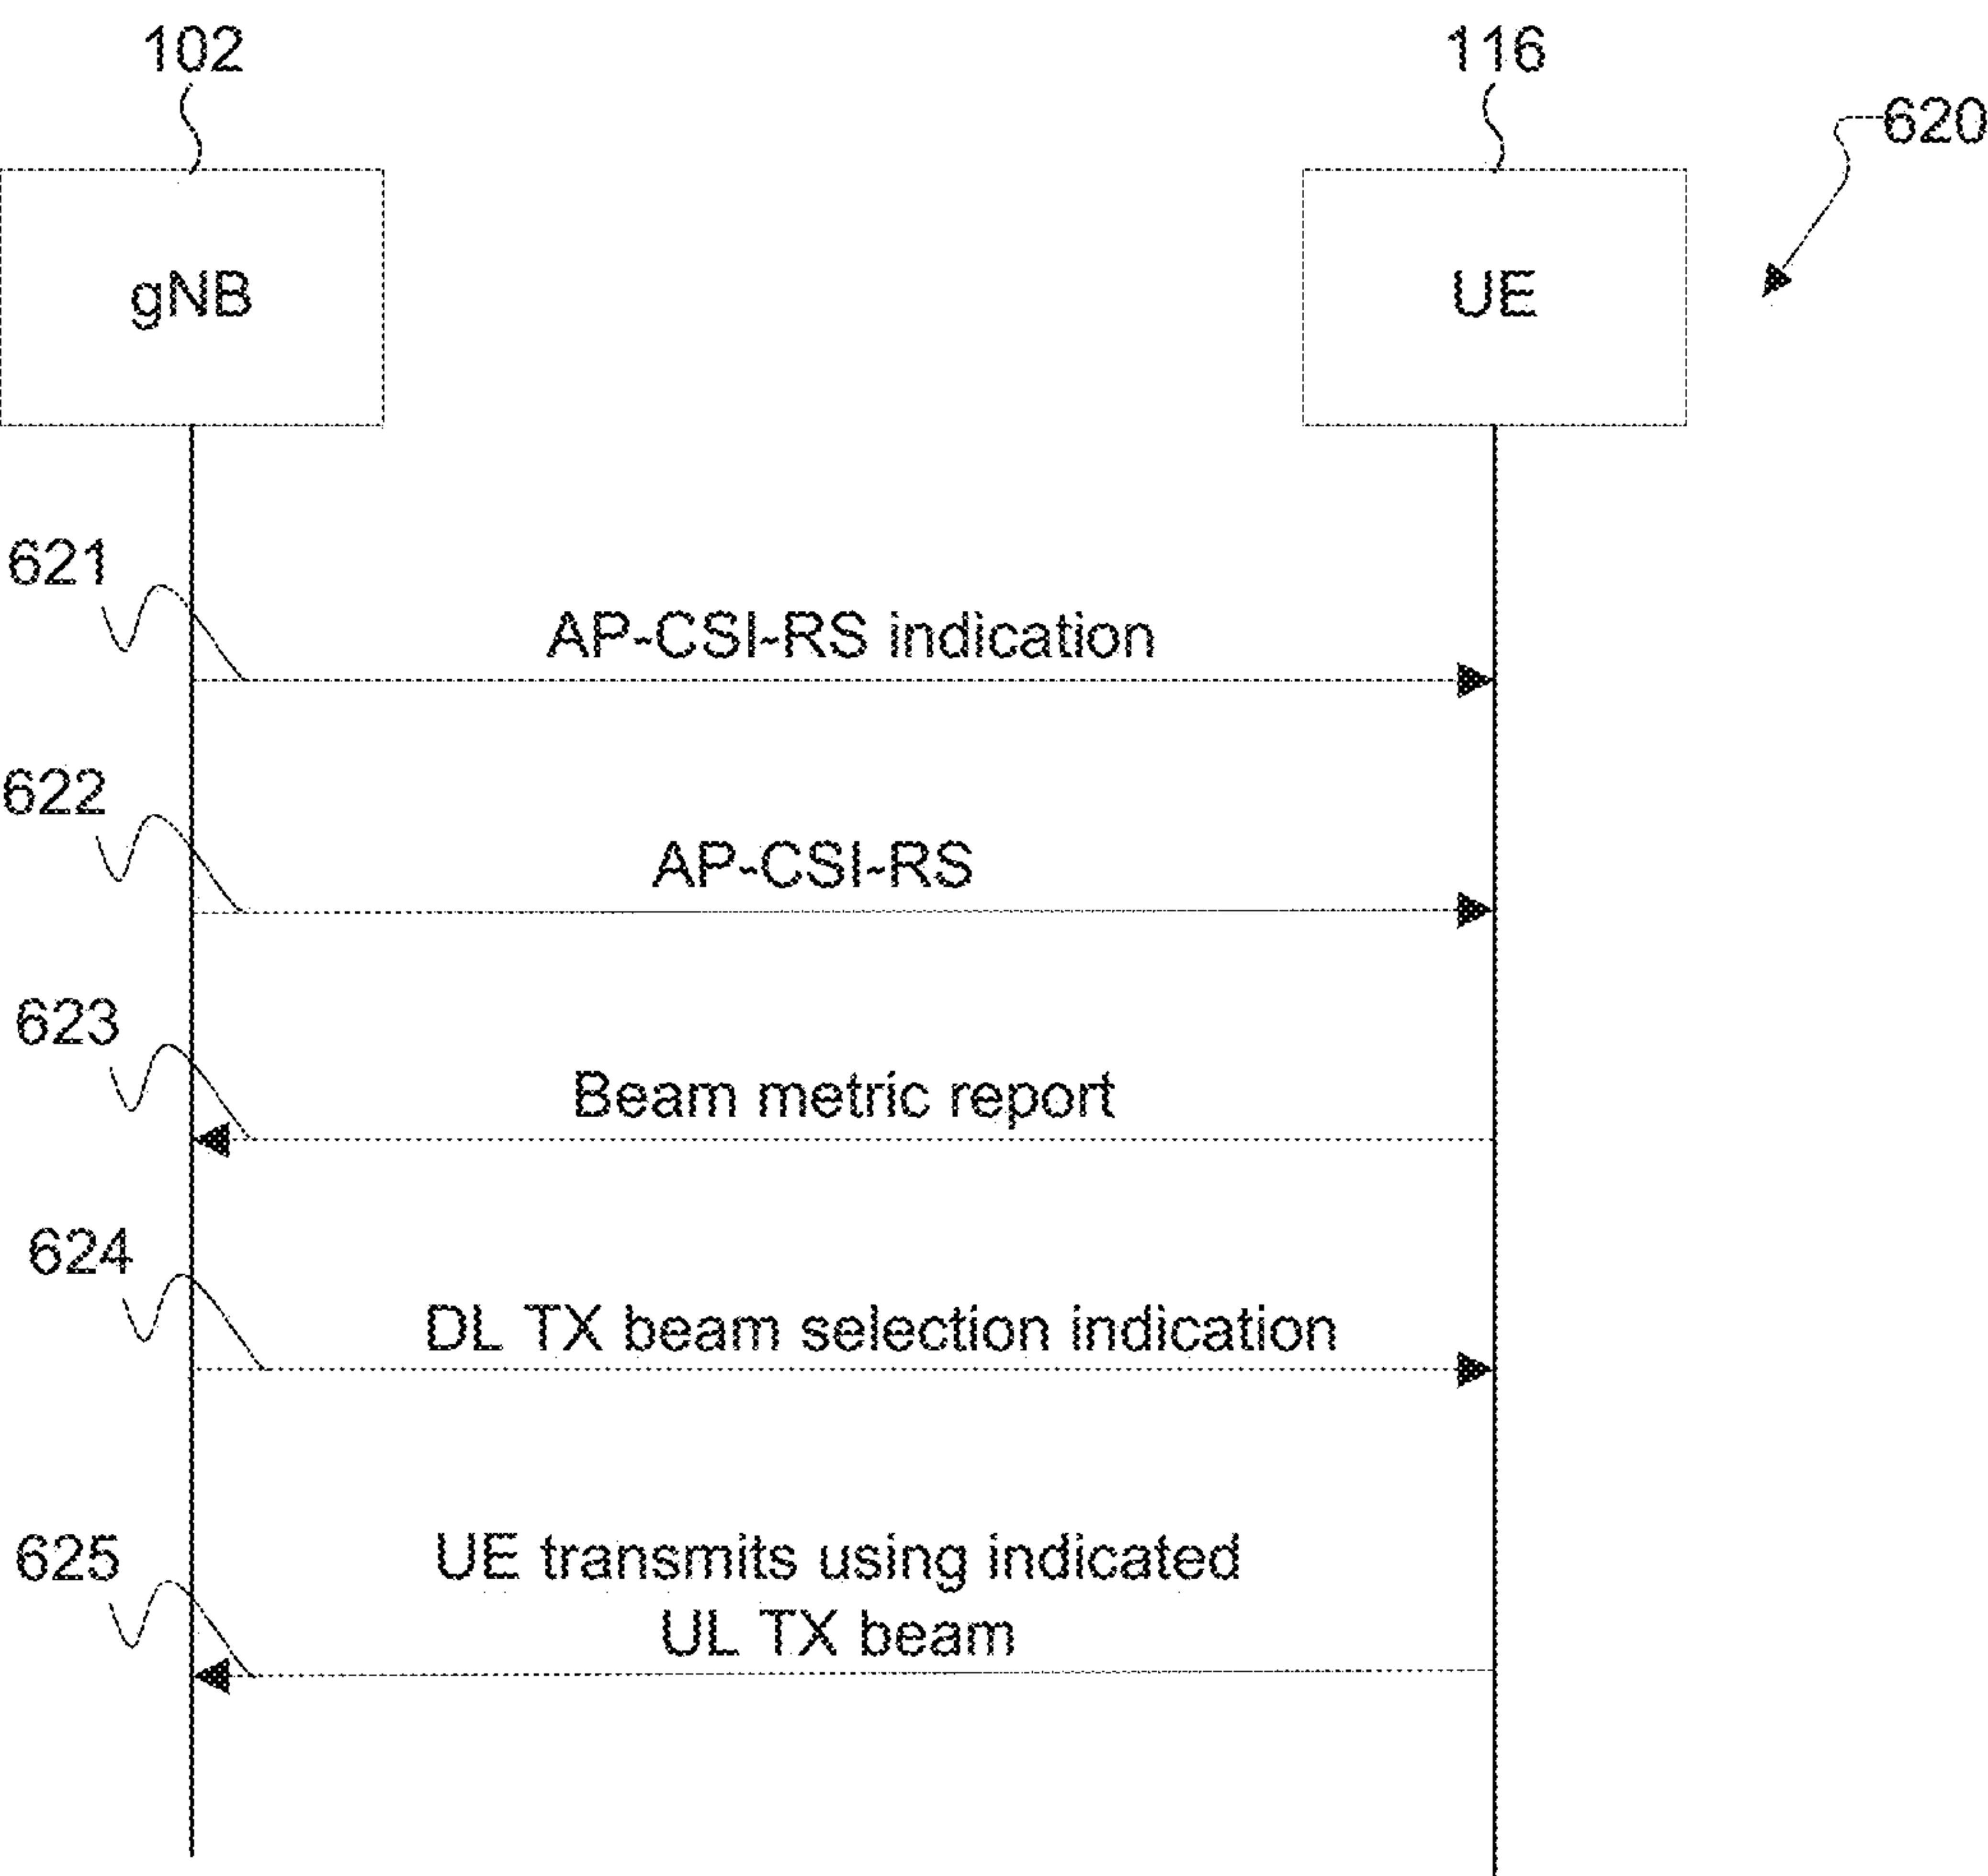 102
116
620
gNB
UE
621
AP-CSI-RS indication
622
AP-CSI-RS
623
Beam metric report
624
DL TX beam selection indication
625
UE transmits using indicated
UL TX beam